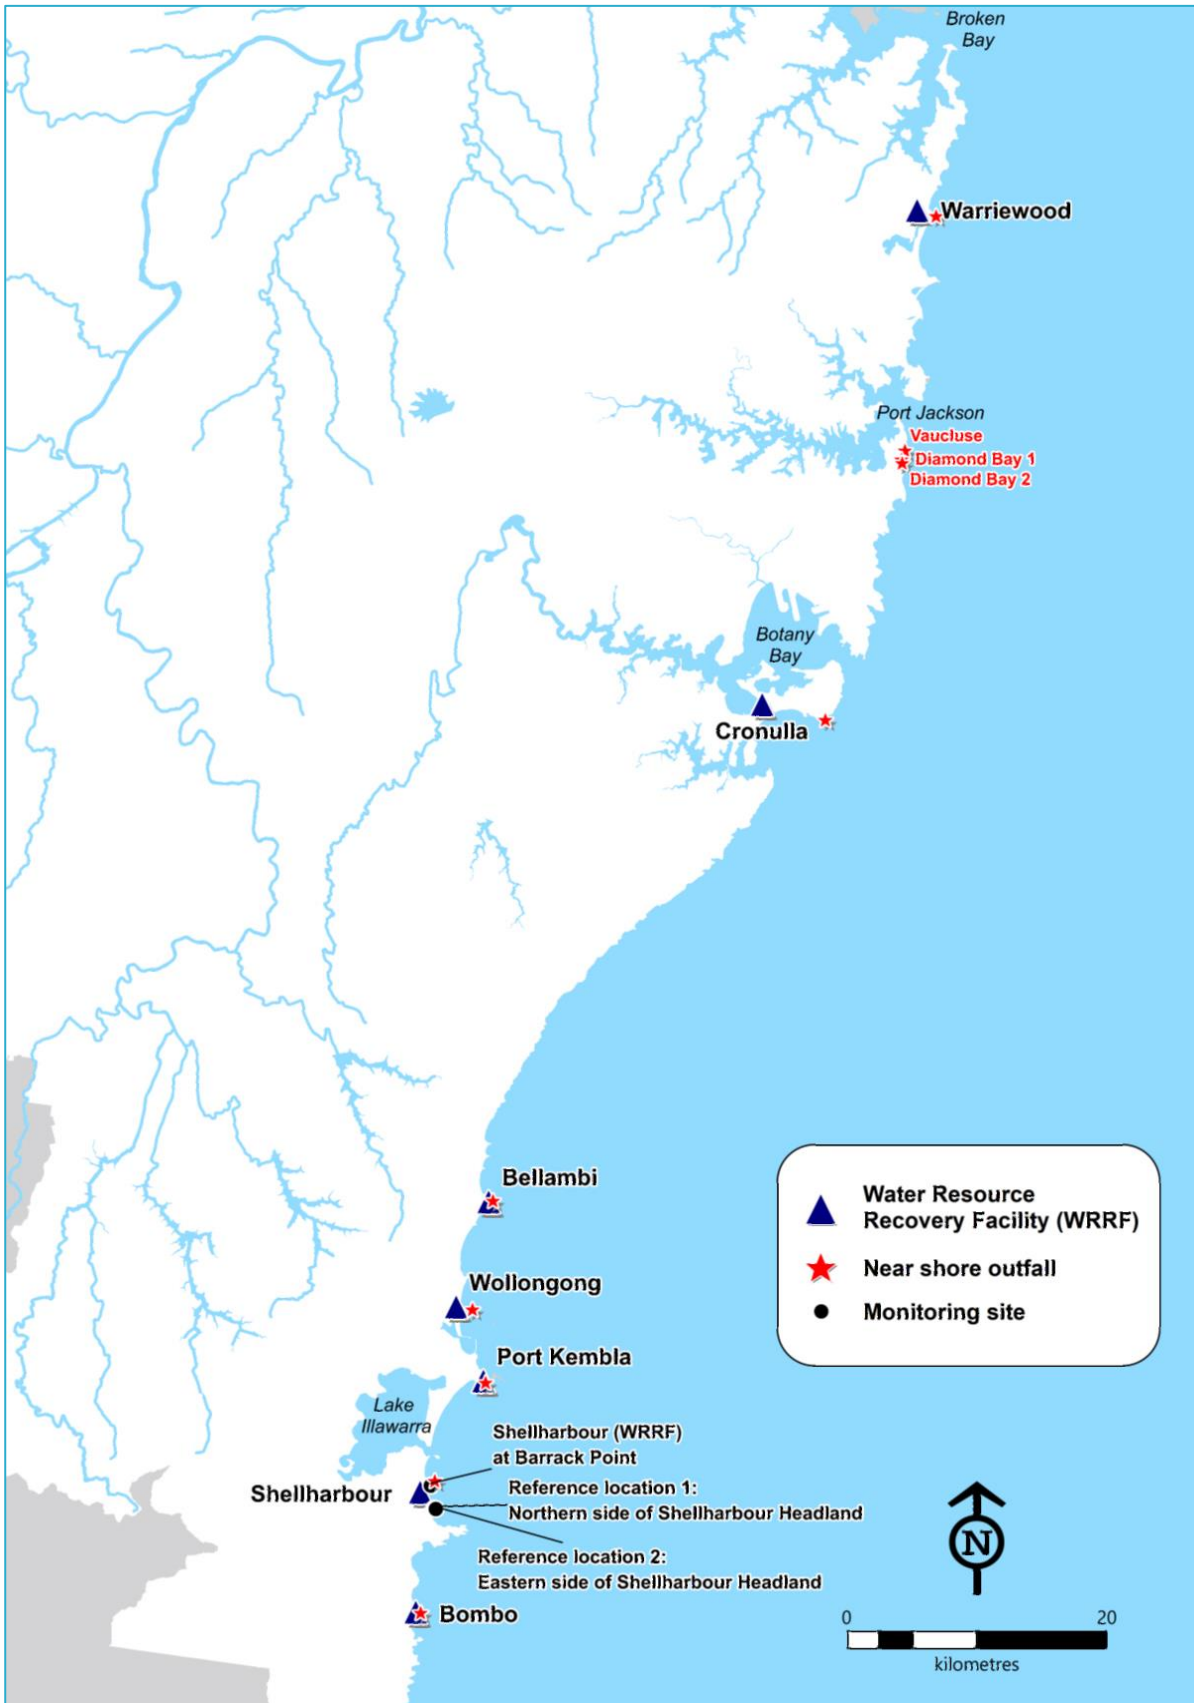 Broken
Bay
Warriewood
Port Jackson
Vaucluse
Diamond Bay 1
Diamond Bay 2
Botany
Bay
Cronulla
Bellambi
Water Resource
Recovery Facility (WRRF)
Near shore outfall
Monitoring site
Wollongong
Port Kembla
Lake
Illawarra
Shellharbour (WRRF)
at Barrack Point
Shellharbour
Reference location 1:
Northern side of Shellharbour Headland
Reference location 2:
Eastern side of Shellharbour Headland
Bombo
N
0 20
kilometres